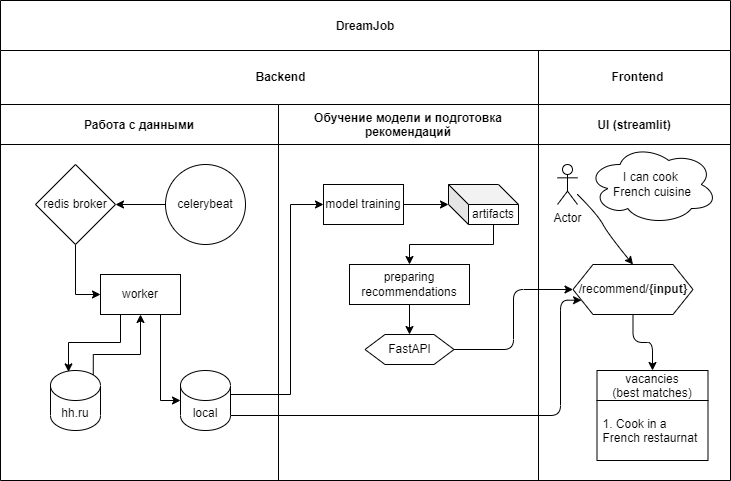 DreamJob
Backend
Frontend
Работа с данными
Обучение модели и подготовка
рекомендаций
UI (streamlit)
redis broker
celerybeat
worker
hh.ru
local
model training
artifacts
preparing
recommendations
FastAPI
I can cook
French cuisine
Actor
/recommend/{input}
vacancies
(best matches)
1. Cook in a
French restaurnat